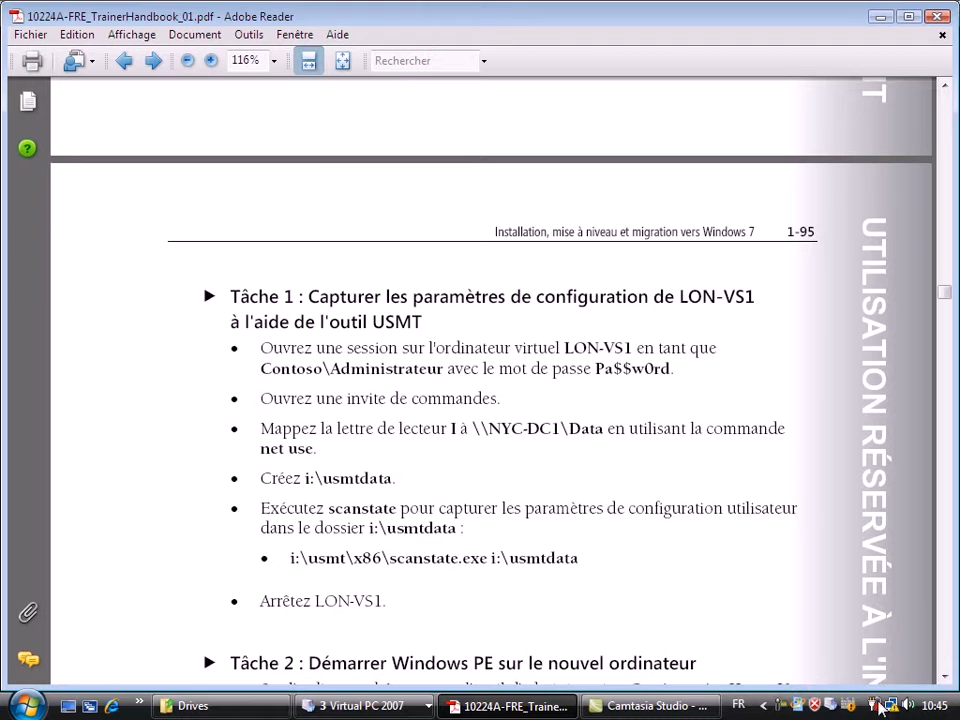 10224A-FRE_TrainerHandbook_01.pdf - Adobe Reader
Fichier Edition Affichage Document Outils Fenêtre Aide
116% Rechercher
UTILISATION RÉSERVÉE À L'IN
Installation, mise à niveau et migration vers Windows 7 1-95
Tâche 1 : Capturer les paramètres de configuration de LON-VS1
à l'aide de l'outil USMT
• Ouvrez une session sur l'ordinateur virtuel LON-VS1 en tant que
Contoso\Administrateur avec le mot de passe Pa$$w0rd.
• Ouvrez une invite de commandes.
• Mappez la lettre de lecteur I à \\NYC-DC1\Data en utilisant la commande
net use.
• Créez i:\usmtdata.
• Exécutez scanstate pour capturer les paramètres de configuration utilisateur
dans le dossier i:\usmtdata :
• i:\usmt\x86\scanstate.exe i:\usmtdata
• Arrêtez LON-VS1.
Tâche 2 : Démarrer Windows PE sur le nouvel ordinateur
Drives 3 Virtual PC 2007 10224A-FRE_Traine... Camtasia Studio - ... FR 10:45